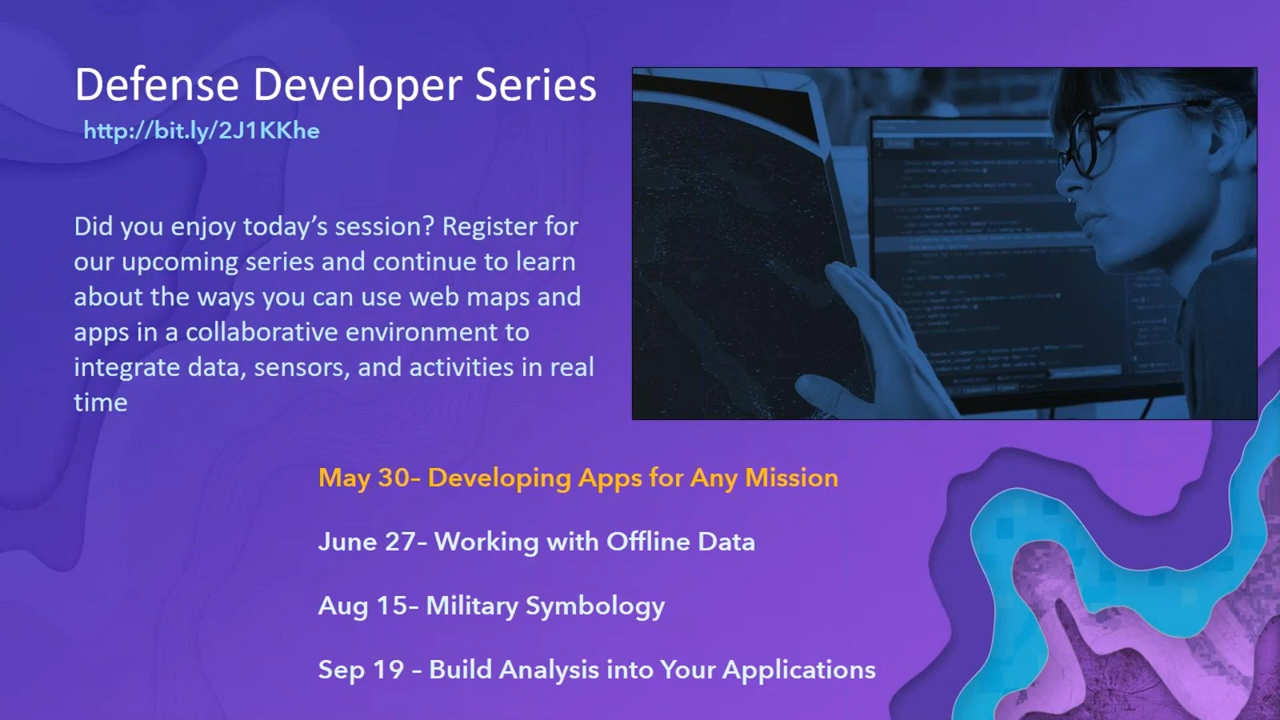 Defense Developer Series
http://bit.ly/2J1KKhe
Did you enjoy today’s session? Register for
our upcoming series and continue to learn
about the ways you can use web maps and
apps in a collaborative environment to
integrate data, sensors, and activities in real
time
May 30– Developing Apps for Any Mission
June 27– Working with Offline Data
Aug 15– Military Symbology
Sep 19 – Build Analysis into Your Applications